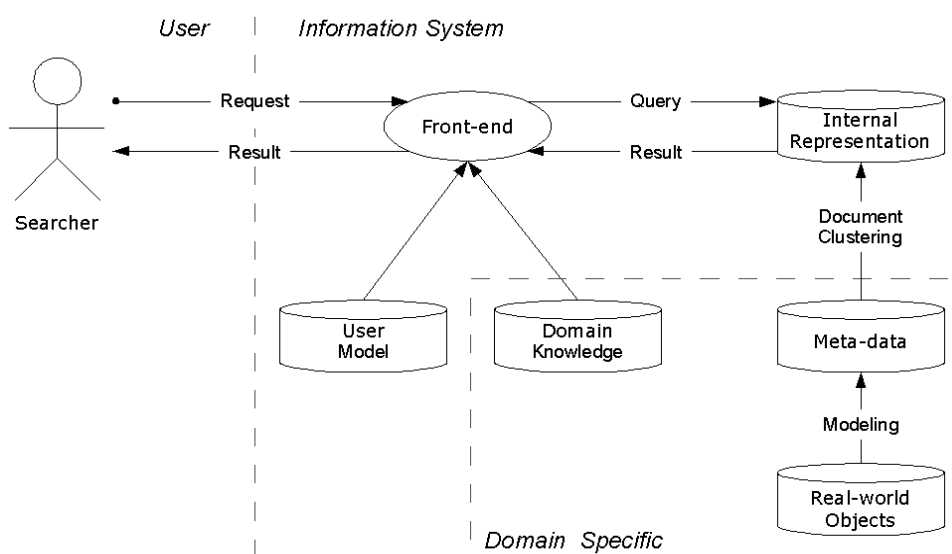 User
Information System
Request
Query
Front-end
Internal
Representation
Result
Result
Searcher
Document
Clustering
User
Model
Domain
Knowledge
Meta-data
Modeling
Real-world
Objects
Domain Specific